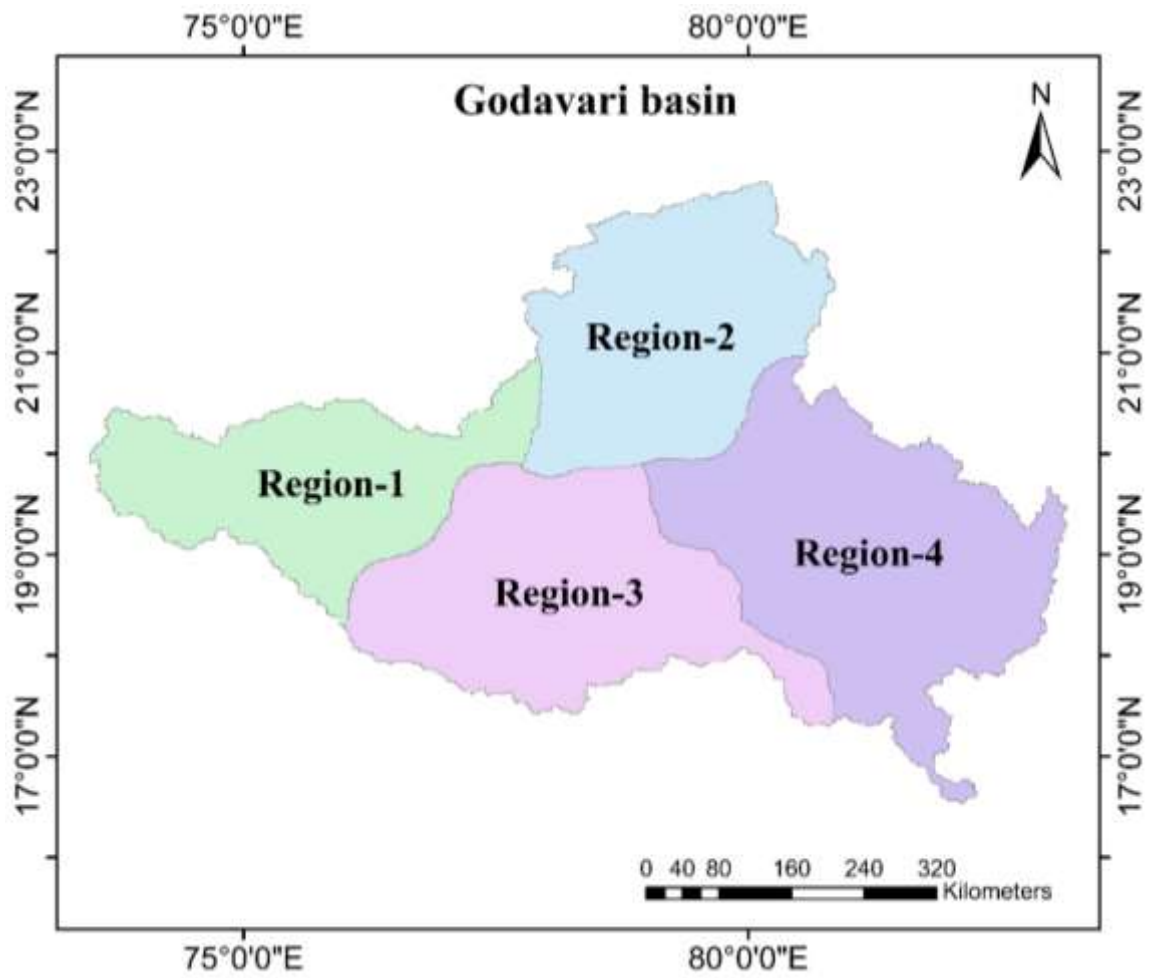 75°0'0"E 80°0'0"E
Godavari basin
N
23°0'0"N 23°0'0"N
21°0'0"N 21°0'0"N
Region-2
Region-1
19°0'0"N 19°0'0"N
Region-4
Region-3
17°0'0"N 17°0'0"N
0 40 80 160 240 320
Kilometers
75°0'0"E 80°0'0"E